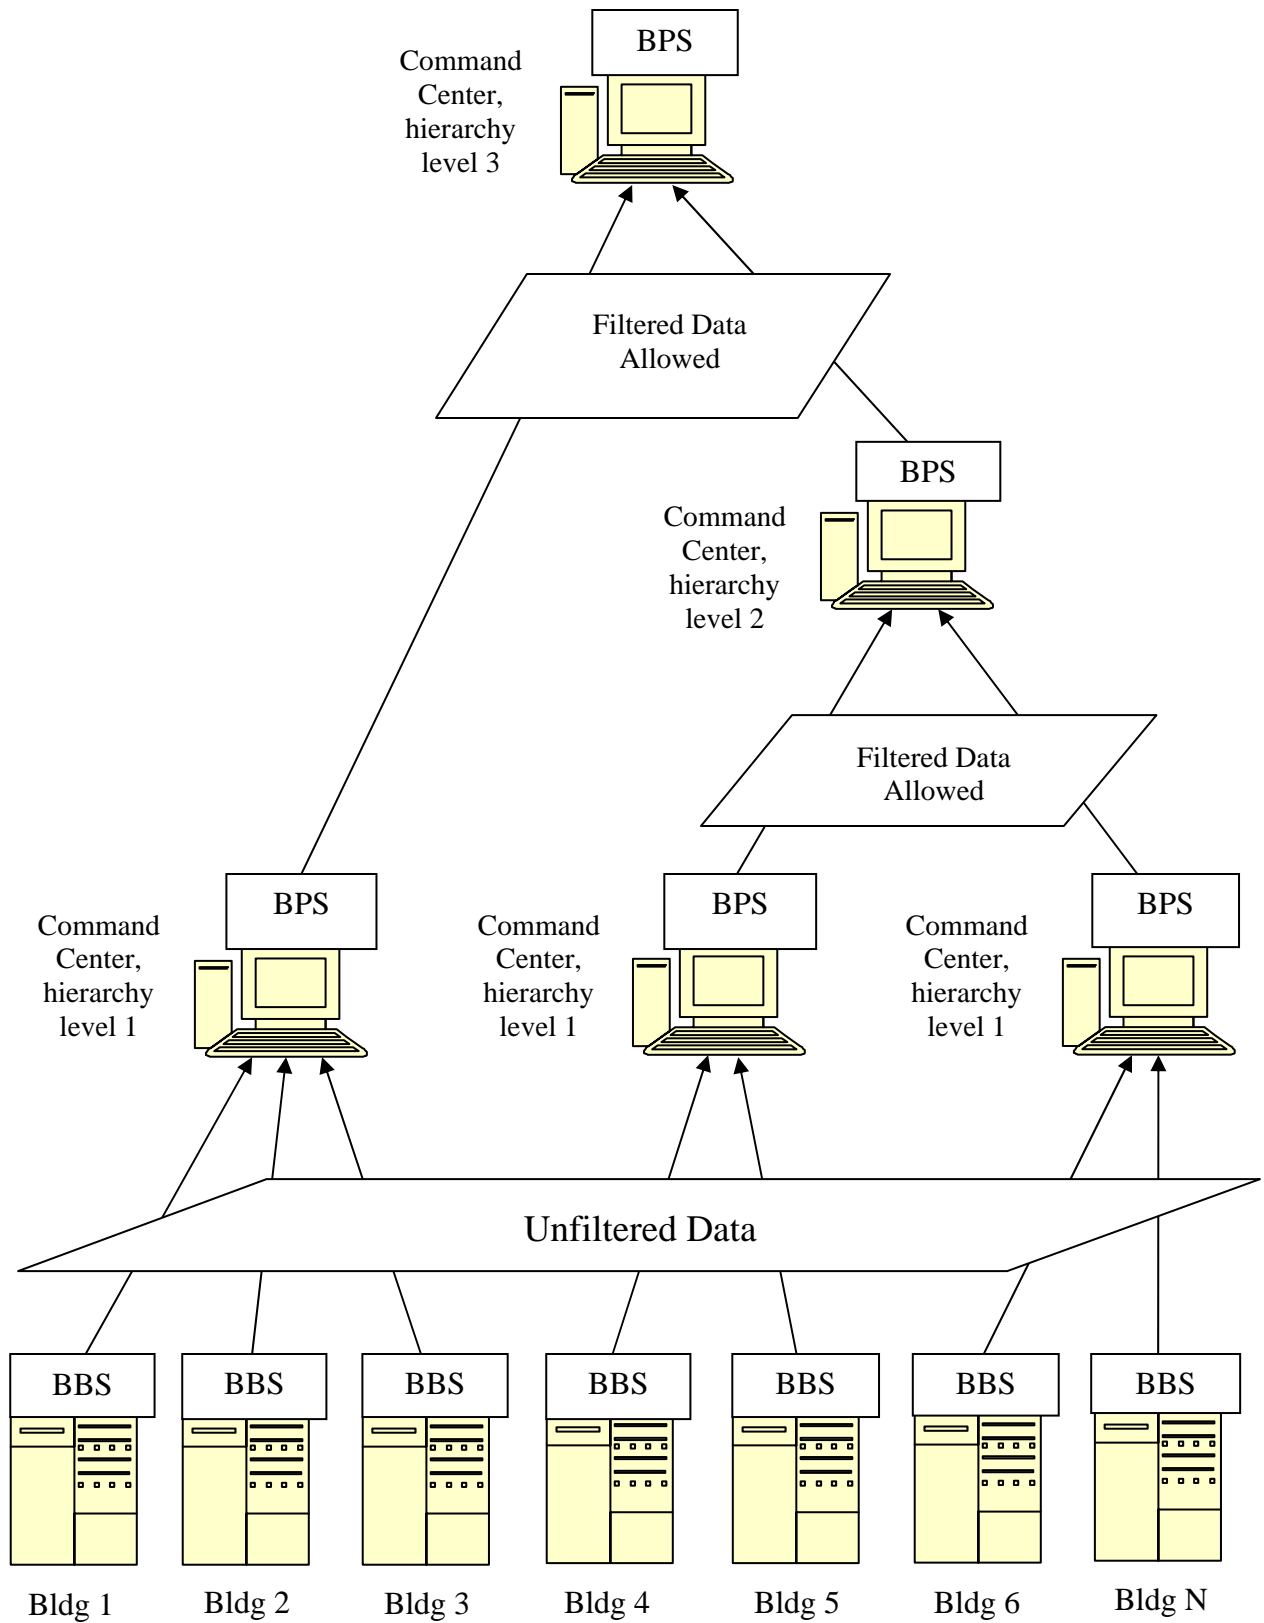 BPS
Command
Center,
hierarchy
level 3
Filtered Data
Allowed
BPS
Command
Center,
hierarchy
level 2
Filtered Data
Allowed
BPS
Command
Center,
hierarchy
level 1
BPS
Command
Center,
hierarchy
level 1
BPS
Command
Center,
hierarchy
level 1
Unfiltered Data
BBS
BBS
BBS
BBS
BBS
BBS
BBS
Bldg 1
Bldg 2
Bldg 3
Bldg 4
Bldg 5
Bldg 6
Bldg N